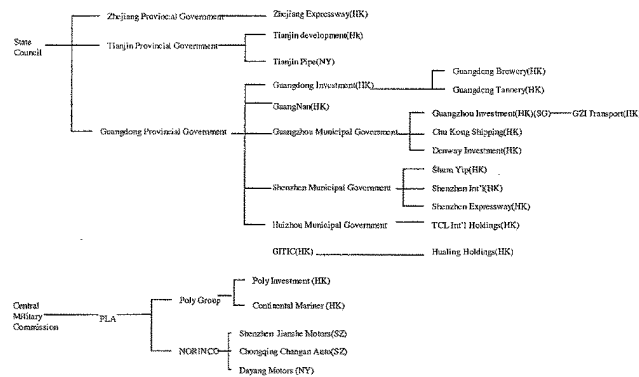 Zhejiang Provincial Government
Zhejiang Expressway(HK)
State
Council
Tianjin Provincial Government
Tianjin development(Hk)
Tianjin Pipe(NY)
Guangdong Provincial Government
Guangdong Investment(HK)
Guangdong Brewery(HK)
Guangdong Tannery(HK)
GuangNan(HK)
Guangzhou Municipal Government
Guangzhou Investment(HK)(SG)
GZI Transport(HK
Chu Kong Shipping(HK)
Denway Investment(HK)
Shenzhen Municipal Government
Shum Yip(HK)
Shenzhen Int'l(HK)
Shenzhen Expressway(HK)
Huizhou Municipal Government
TCL Int'l Holdings(HK)
GITIC(HK)
Hualing Holdings(HK)
Central
Military
Commission
PLA
Poly Group
Poly Investment (HK)
Continental Mariner (HK)
NORINCO
Shenzhen Jianshe Motors(SZ)
Chongqing Changan Auto(SZ)
Dayang Motors (NY)